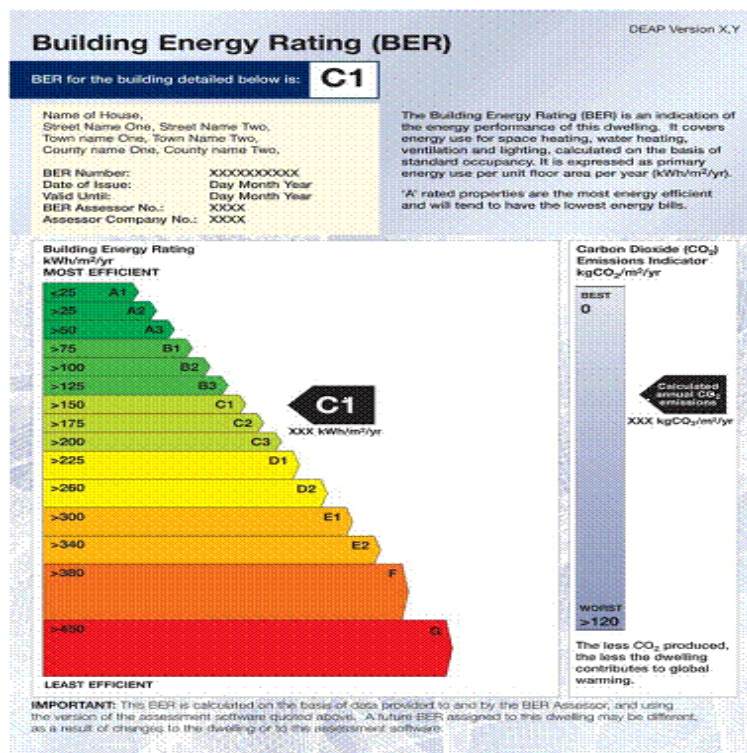 DEAP Version X,Y
Building Energy Rating (BER)
BER for the building detailed below is: C1
Name of House,
Street Name One, Street Name Two,
Town name One, Town Name Two,
County name One, County name Two,
BER Number: XXXXXXXXXX
Date of Issue: Day Month Year
Valid Until: Day Month Year
BER Assessor No.: XXXX
Assessor Company No.: XXXX
The Building Energy Rating (BER) is an indication of
the energy performance of this dwelling. It covers
energy use for space heating, water heating,
ventilation and lighting, calculated on the basis of
standard occupancy. It is expressed as primary
energy use per unit floor area per year (kWh/m²/yr).
'A' rated properties are the most energy efficient
and will tend to have the lowest energy bills.
Building Energy Rating
kWh/m²/yr
MOST EFFICIENT
<25 A1
>25 A2
>50 A3
>75 B1
>100 B2
>125 B3
>150 C1
>175 C2
>200 C3
>225 D1
>260 D2
>300 E1
>340 E2
>380 F
>450 G
LEAST EFFICIENT
C1
XXX kWh/m²/yr
Carbon Dioxide (CO₂)
Emissions Indicator
kgCO₂/m²/yr
BEST
0
Calculated
annual CO₂
emissions
XXX kgCO₂/m²/yr
WORST
>120
The less CO₂ produced,
the less the dwelling
contributes to global
warming.
IMPORTANT: This BER is calculated on the basis of data provided to and by the BER Assessor, and using
the version of the assessment software quoted above. A future BER assigned to this dwelling may be different,
as a result of changes to the dwelling or to the assessment software.